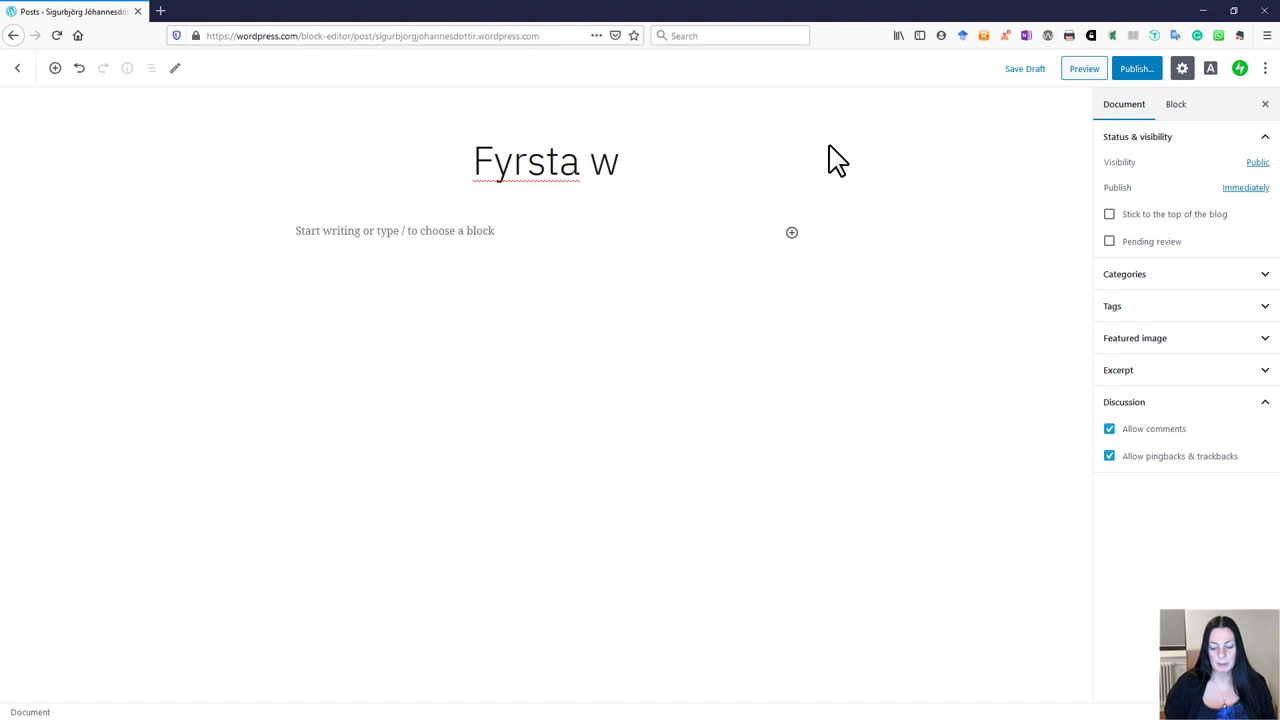 Posts ‹ Sigurbjörg Jóhannesdót
https://wordpress.com/block-editor/post/sigurbjorgjohannesdottir.wordpress.com
Search
Save Draft
Preview
Publish...
Document
Block
Status & visibility
Fyrsta w
Visibility
Public
Publish
Immediately
Stick to the top of the blog
Start writing or type / to choose a block
Pending review
Categories
Tags
Featured image
Excerpt
Discussion
Allow comments
Allow pingbacks & trackbacks
Document